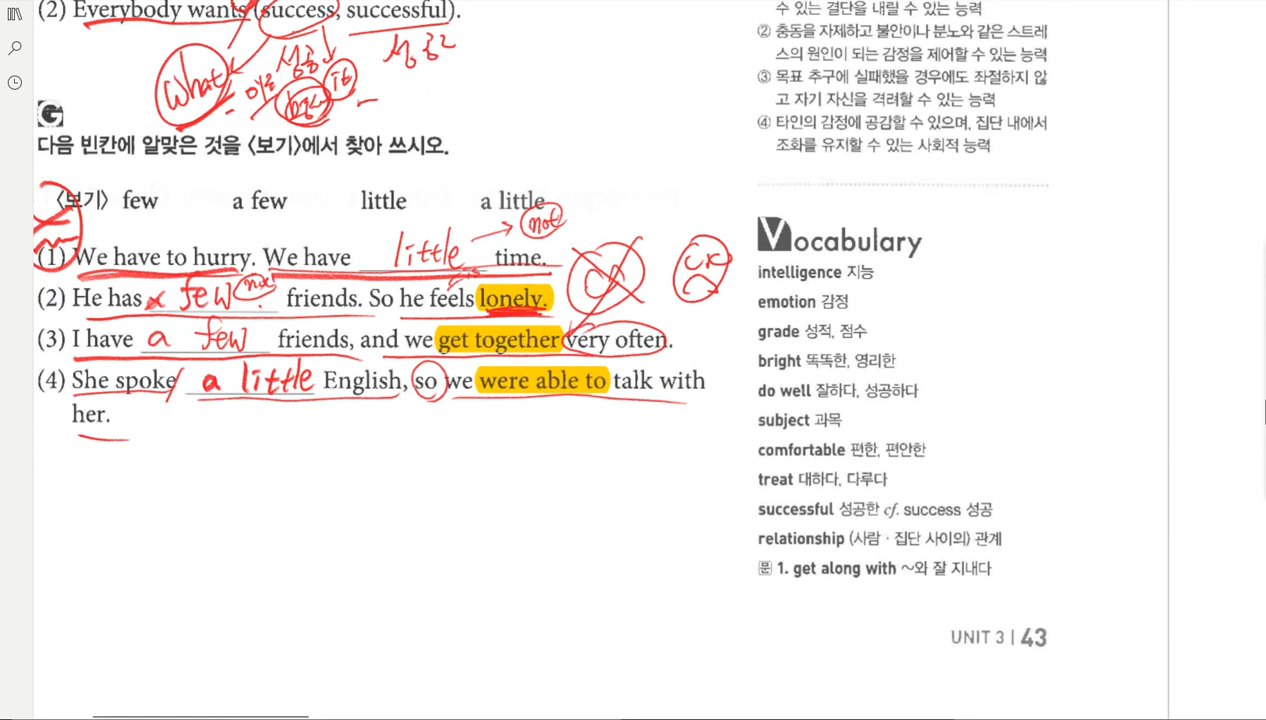 (2) Everybody wants (success, successful).
성공
what
it
G
다음 빈칸에 알맞은 것을 〈보기〉에서 찾아 쓰시오.
〈보기〉 few a few little a little
(1) We have to hurry. We have little time.
not
(2) He has few friends. So he feels lonely.
not
(3) I have a few friends, and we get together very often.
(4) She spoke a little English, so we were able to talk with
her.
수 있는 결단을 내릴 수 있는 능력
② 충동을 자제하고 불안이나 분노와 같은 스트레
스의 원인이 되는 감정을 제어할 수 있는 능력
③ 목표 추구에 실패했을 경우에도 좌절하지 않
고 자기 자신을 격려할 수 있는 능력
④ 타인의 감정에 공감할 수 있으며, 집단 내에서
조화를 유지할 수 있는 사회적 능력
Vocabulary
intelligence 지능
emotion 감정
grade 성적, 점수
bright 똑똑한, 영리한
do well 잘하다, 성공하다
subject 과목
comfortable 편한, 편안한
treat 대하다, 다루다
successful 성공한 cf. success 성공
relationship (사람 · 집단 사이의) 관계
문 1. get along with ~와 잘 지내다
UNIT 3 | 43